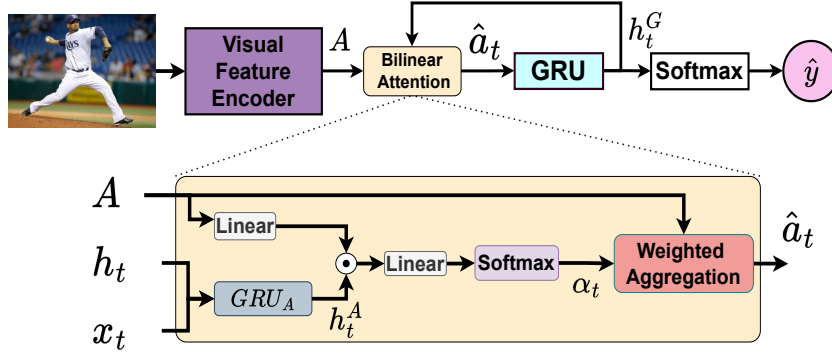 Visual
Feature
Encoder
A
Bilinear
Attention
â_t
GRU
h_t^G
Softmax
ŷ
A
Linear
h_t
x_t
GRU_A
h_t^A
Linear
Softmax
α_t
Weighted
Aggregation
â_t